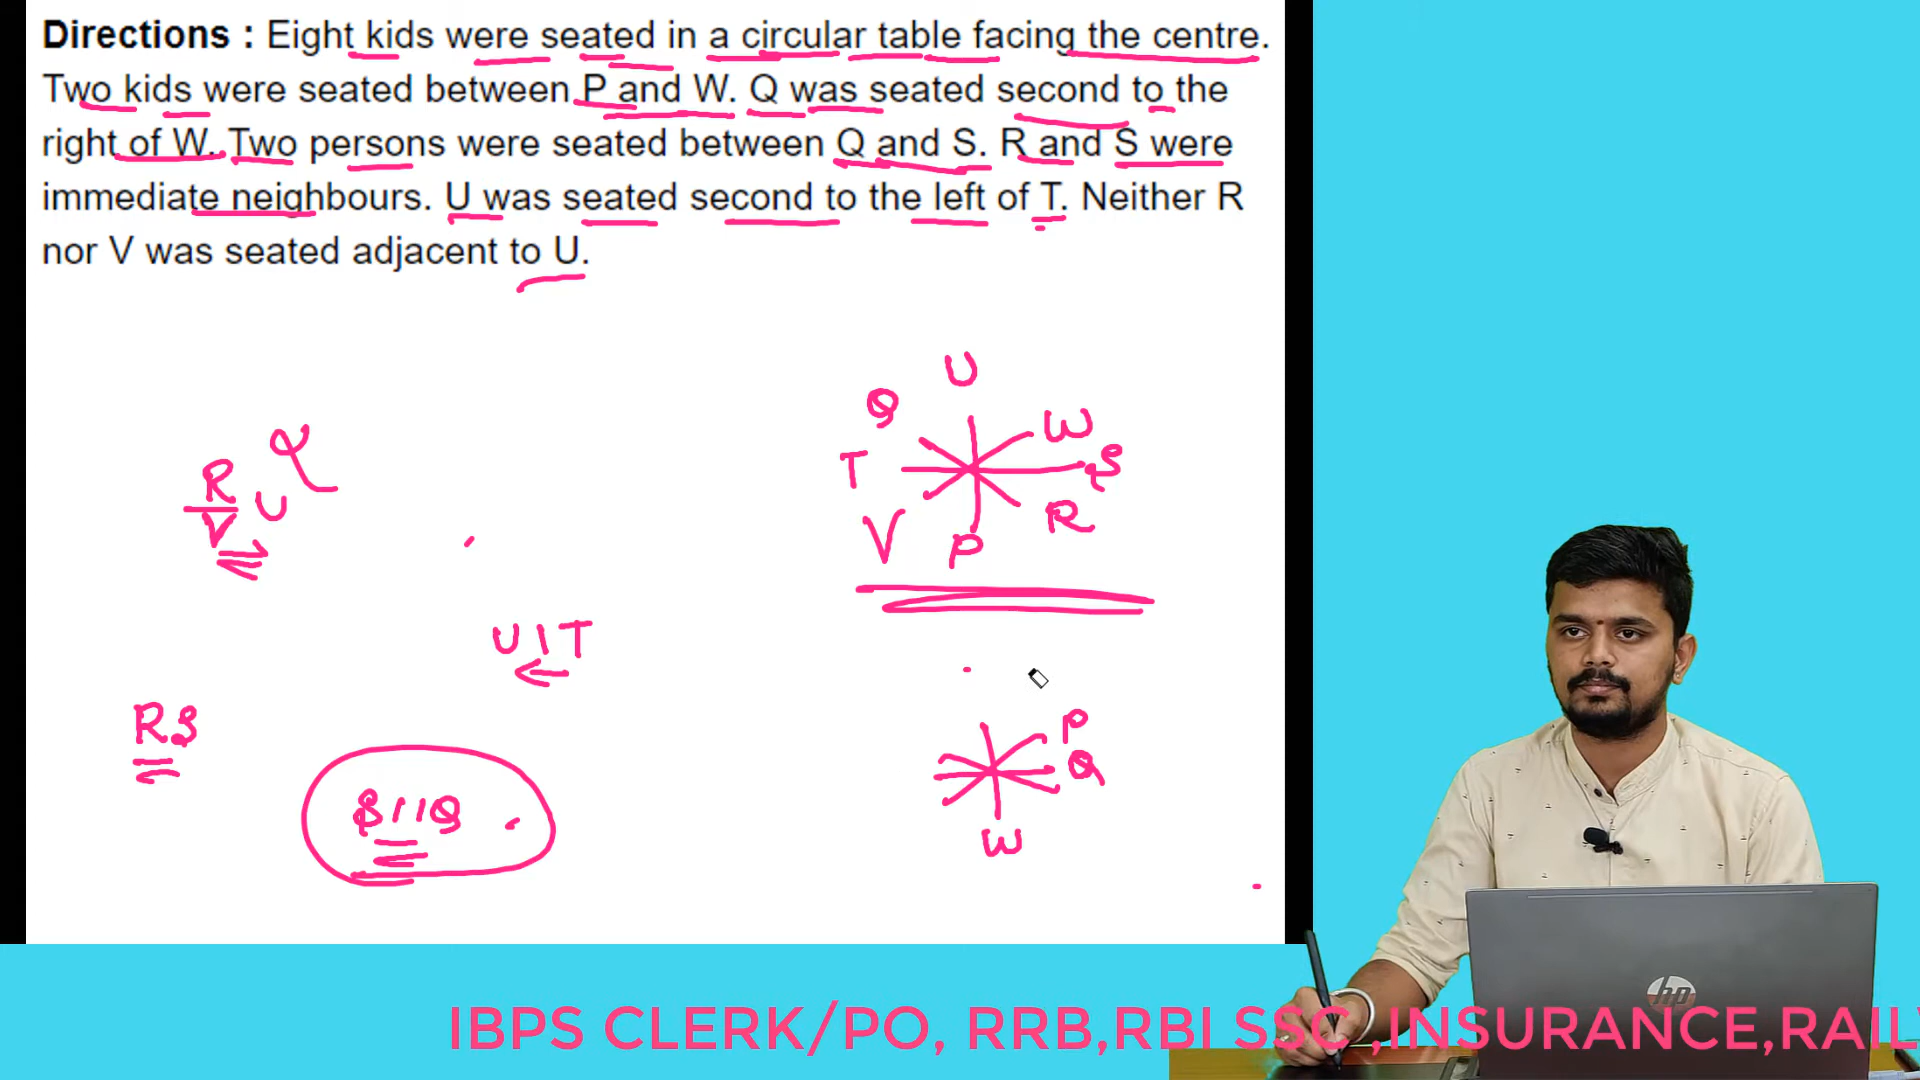 Directions : Eight kids were seated in a circular table facing the centre.
Two kids were seated between P and W. Q was seated second to the
right of W. Two persons were seated between Q and S. R and S were
immediate neighbours. U was seated second to the left of T. Neither R
nor V was seated adjacent to U.
U
Q W
T S
V P R
Q
R
V U
U I T
R S
S I I Q
P
Q
W
hp
IBPS CLERK/PO, RRB,RBI SSC ,INSURANCE,RAIL